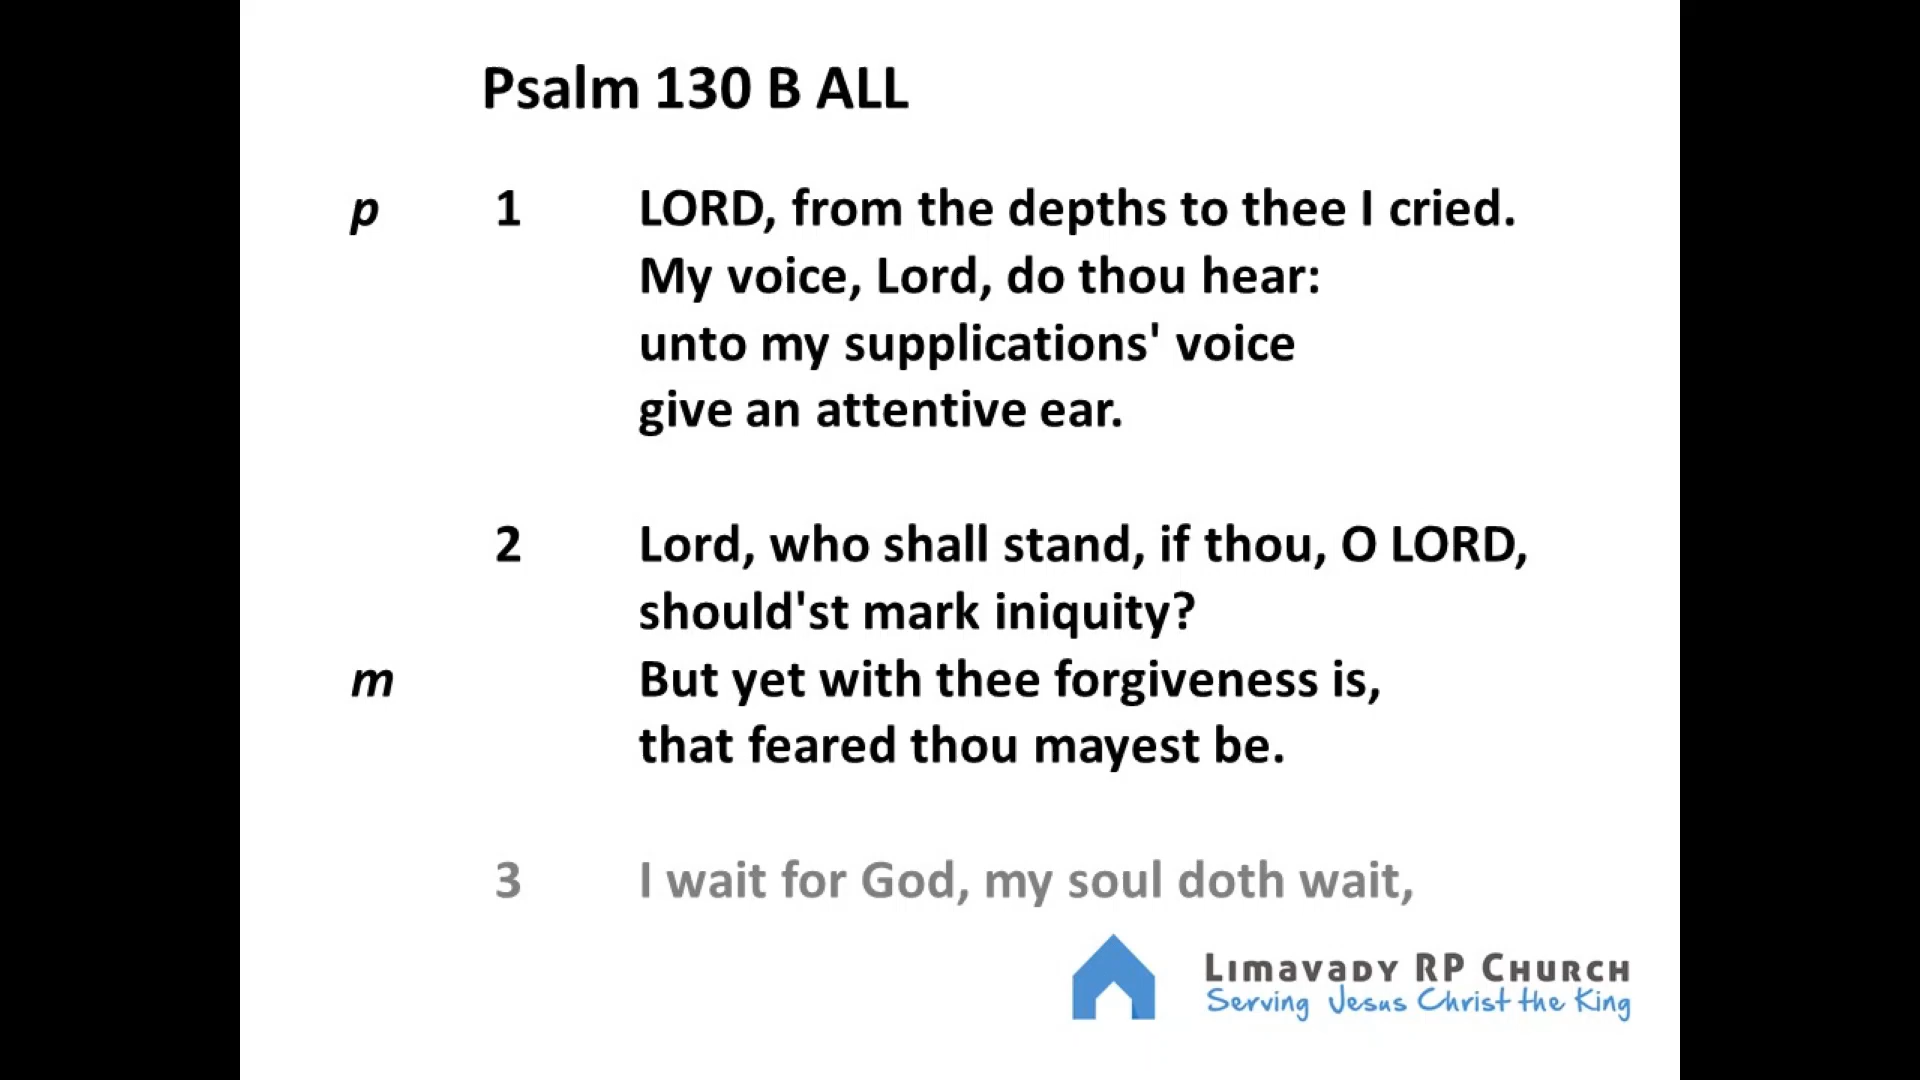 Psalm 130 B ALL
p 1 LORD, from the depths to thee I cried.
My voice, Lord, do thou hear:
unto my supplications' voice
give an attentive ear.
2 Lord, who shall stand, if thou, O LORD,
should'st mark iniquity?
m But yet with thee forgiveness is,
that feared thou mayest be.
3 I wait for God, my soul doth wait,
LIMAVADY RP CHURCH
Serving Jesus Christ the King